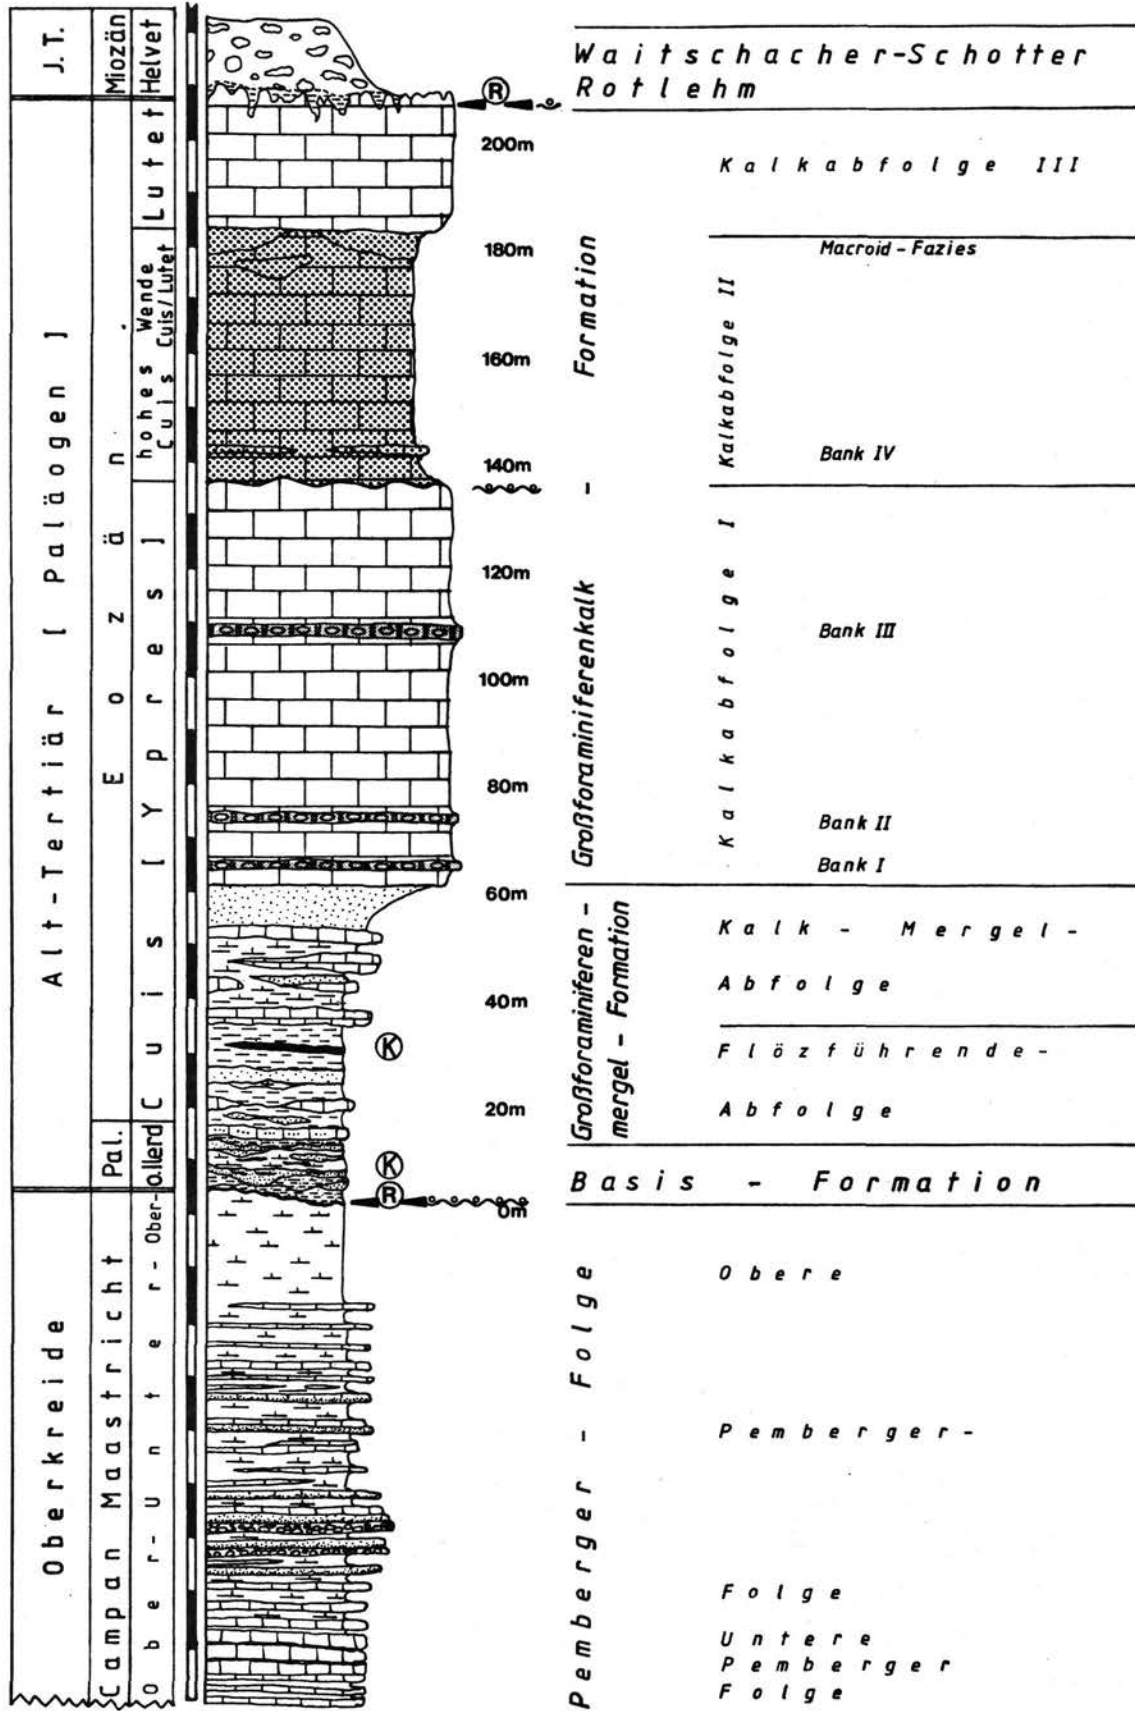 J. T.
Miozän
Helvet
Waitschacher-Schotter
Rotlehm
R
Alt-Tertiär [ Paläogen ]
Eozän
Lutet
200m
Kalkabfolge III
180m
Macroid-Fazies
hohes Cuis
Wende Cuis/Lutet
160m
Kalkabfolge II
140m
Bank IV
Großforaminiferenkalk - Formation
Cuis [Ypres]
120m
Kalkabfolge I
Bank III
100m
80m
Bank II
Bank I
60m
Großforaminiferen-
mergel - Formation
Kalk - Mergel-
Abfolge
40m
K
Flözführende-
Abfolge
20m
Pal.
allerd
K
R
Basis - Formation
0m
Oberkreide
Campan Maastricht
Ober- Unter- Ober-
Pemberger - Folge
Obere
Pemberger-
Folge
Untere
Pemberger
Folge